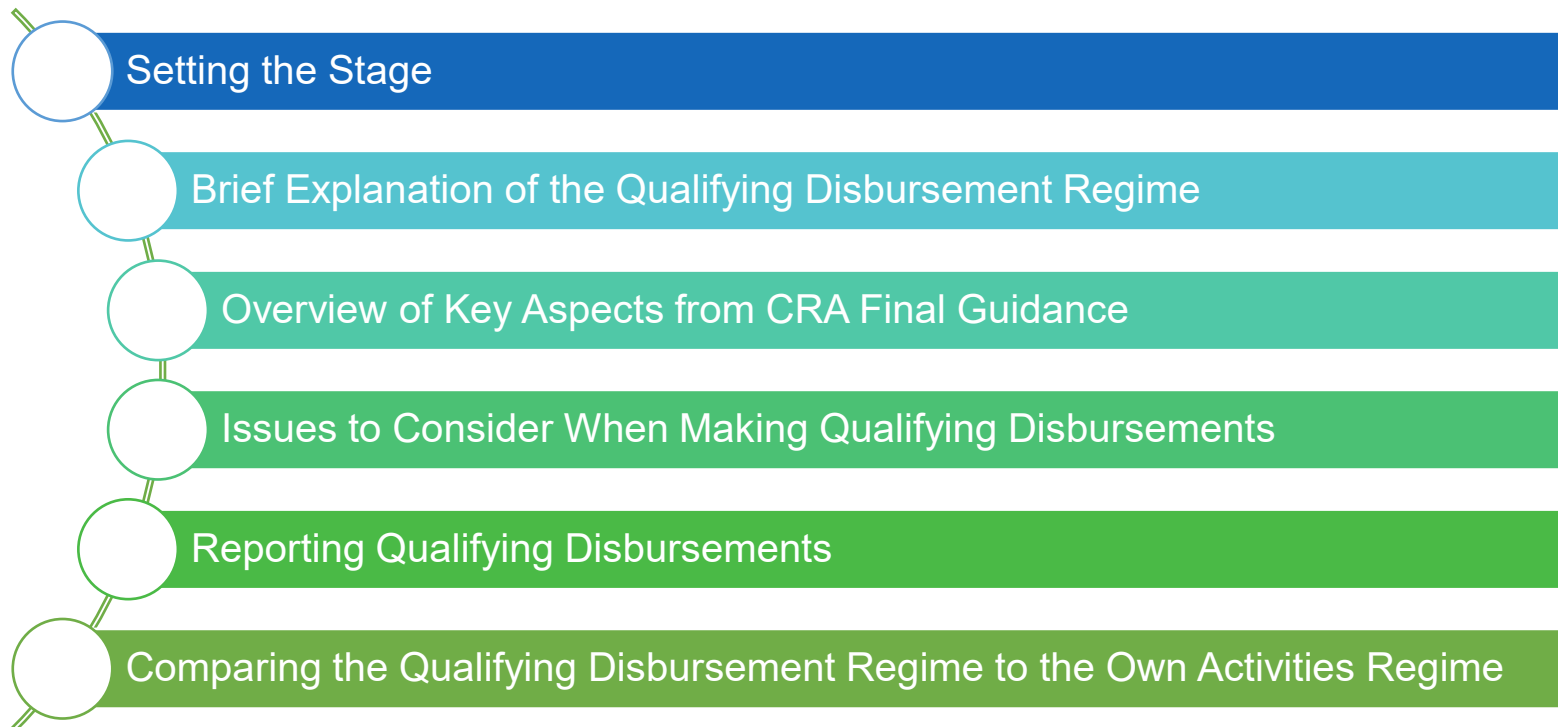 Setting the Stage
Brief Explanation of the Qualifying Disbursement Regime
Overview of Key Aspects from CRA Final Guidance
Issues to Consider When Making Qualifying Disbursements
Reporting Qualifying Disbursements
Comparing the Qualifying Disbursement Regime to the Own Activities Regime